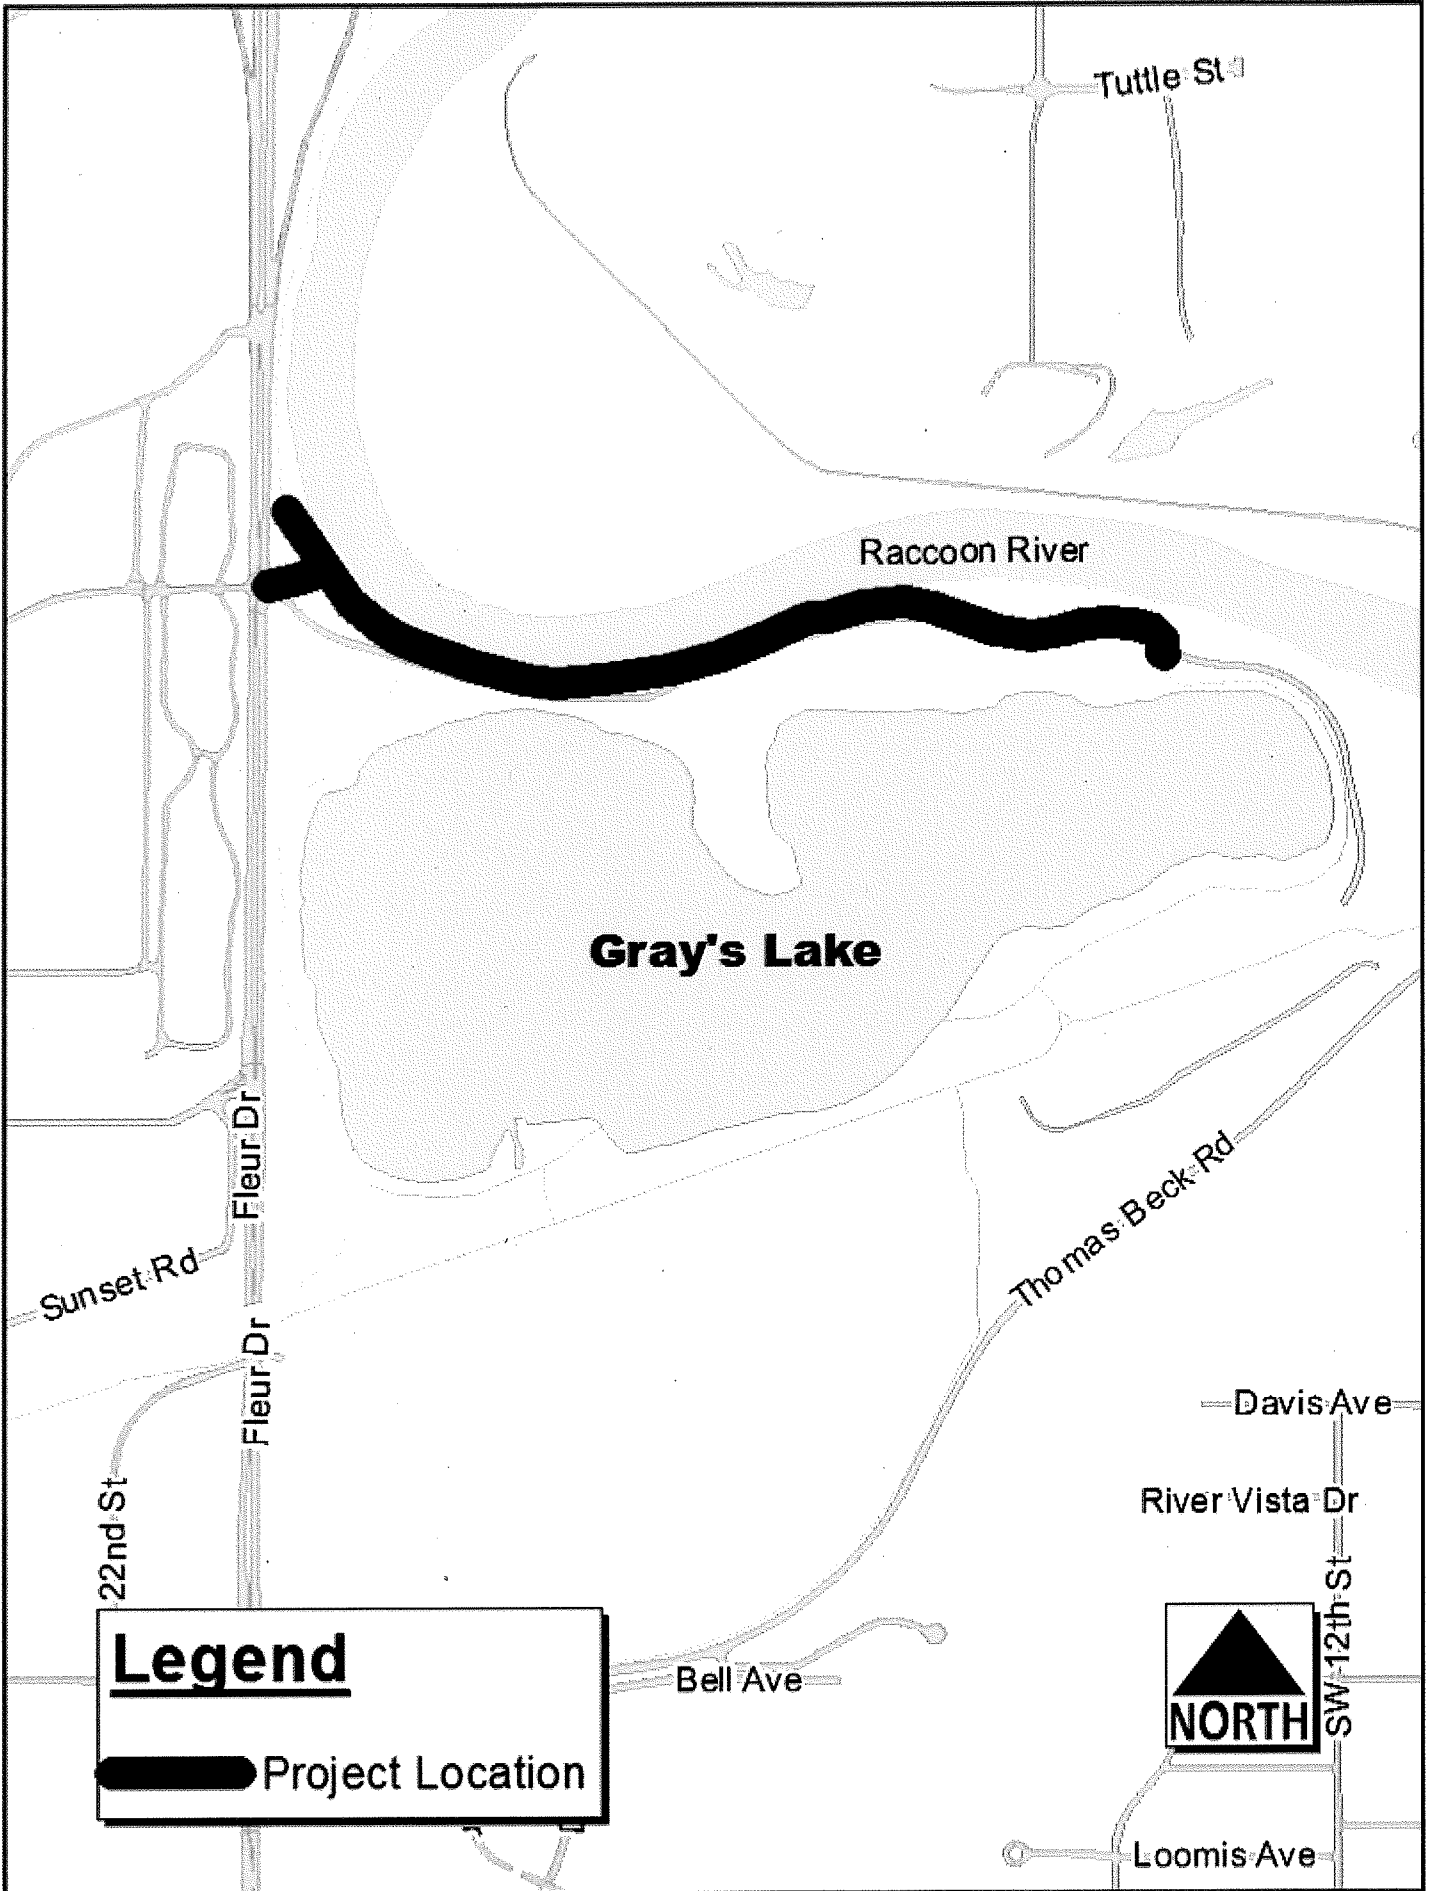 Tuttle St
Raccoon River
Gray's Lake
Fleur Dr
Thomas Beck Rd
Sunset Rd
Fleur Dr
Davis Ave
22nd St
River Vista Dr
SW 12th St
Legend
Bell Ave
NORTH
Project Location
Loomis Ave